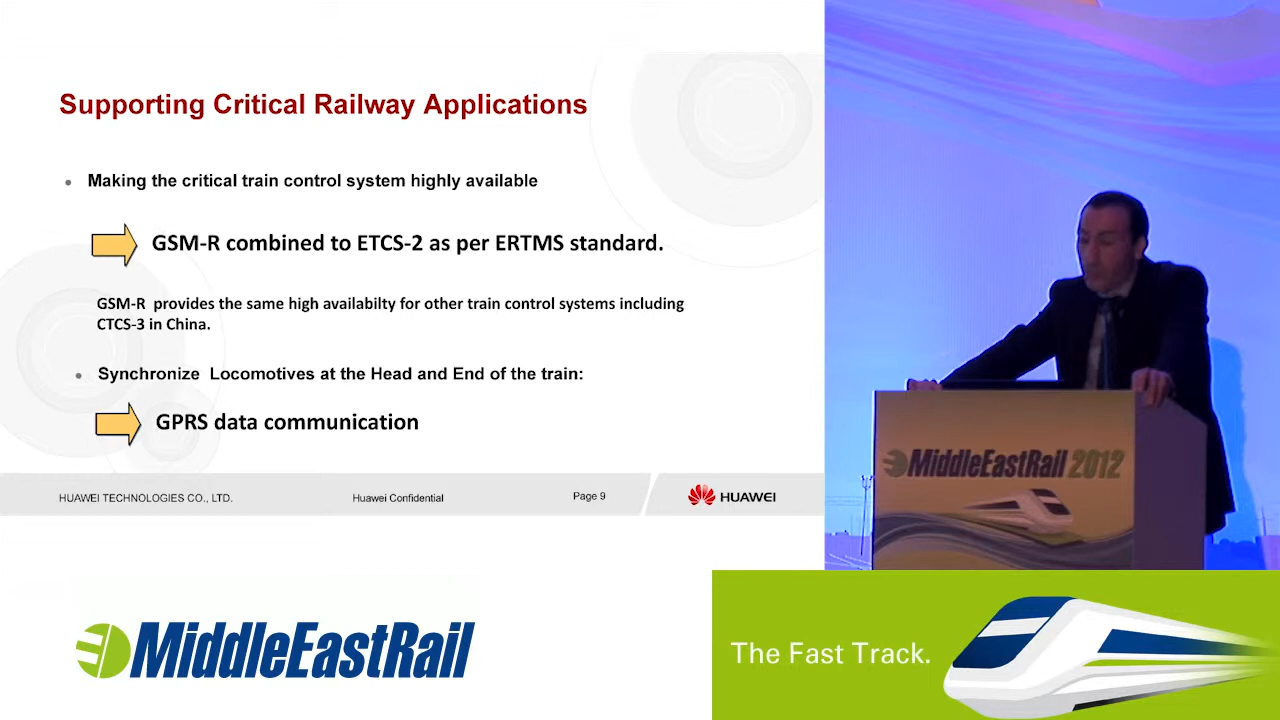 Supporting Critical Railway Applications
• Making the critical train control system highly available
GSM-R combined to ETCS-2 as per ERTMS standard.
GSM-R provides the same high availabilty for other train control systems including
CTCS-3 in China.
• Synchronize Locomotives at the Head and End of the train:
GPRS data communication
HUAWEI TECHNOLOGIES CO., LTD.
Huawei Confidential
Page 9
HUAWEI
MiddleEastRail 2012
MiddleEastRail
The Fast Track.